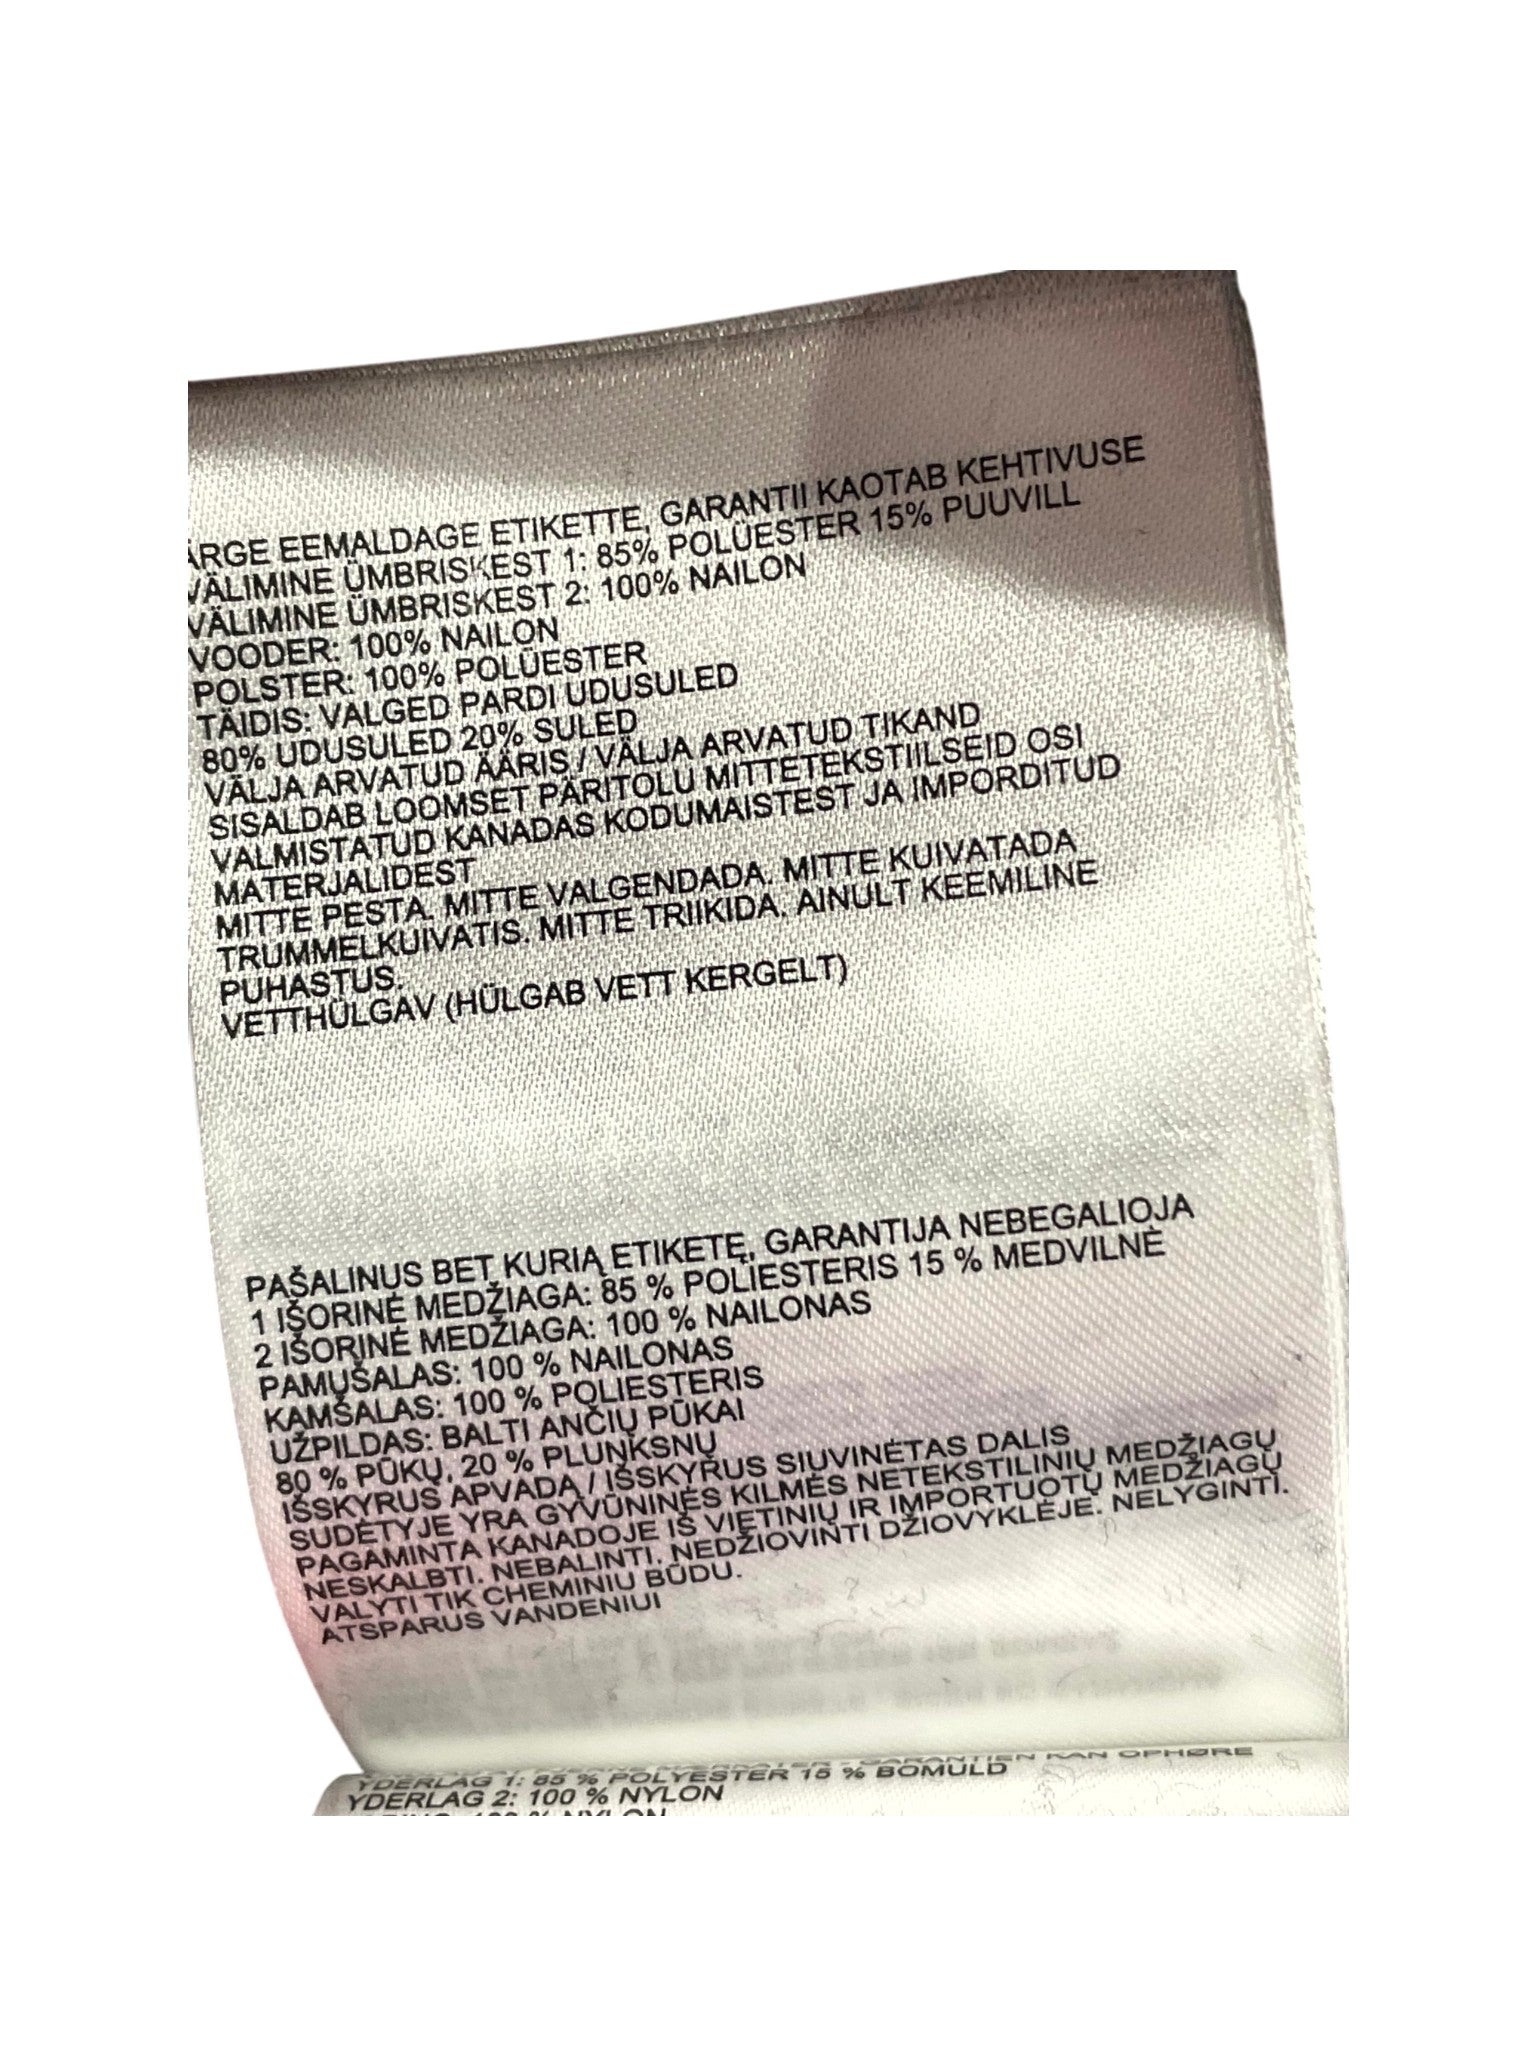 ÄRGE EEMALDAGE ETIKETTE, GARANTII KAOTAB KEHTIVUSE
VÄLIMINE ÜMBRISKEST 1: 85% POLÜESTER 15% PUUVILL
VÄLIMINE ÜMBRISKEST 2: 100% NAILON
VOODER: 100% NAILON
POLSTER: 100% POLÜESTER
TÄIDIS: VALGED PARDI UDUSULED
80% UDUSULED 20% SULED
VÄLJA ARVATUD ÄÄRIS / VÄLJA ARVATUD TIKAND
SISALDAB LOOMSET PÄRITOLU MITTETEKSTIILSEID OSI
VALMISTATUD KANADAS KODUMAISTEST JA IMPORDITUD
MATERJALIDEST
MITTE PESTA. MITTE VALGENDADA. MITTE KUIVATADA
TRUMMELKUIVATIS. MITTE TRIIKIDA. AINULT KEEMILINE
PUHASTUS.
VETTHÜLGAV (HÜLGAB VETT KERGELT)
PAŠALINUS BET KURIĄ ETIKETĘ, GARANTIJA NEBEGALIOJA
1 IŠORINĖ MEDŽIAGA: 85 % POLIESTERIS 15 % MEDVILNĖ
2 IŠORINĖ MEDŽIAGA: 100 % NAILONAS
PAMUŠALAS: 100 % NAILONAS
KAMŠALAS: 100 % POLIESTERIS
UŽPILDAS: BALTI ANČIŲ PŪKAI
80 % PŪKŲ, 20 % PLUNKSNŲ
IŠSKYRUS APVADĄ / IŠSKYRUS SIUVINĖTAS DALIS
SUDĖTYJE YRA GYVŪNINĖS KILMĖS NETEKSTILINIŲ MEDŽIAGŲ
PAGAMINTA KANADOJE IŠ VIETINIŲ IR IMPORTUOTŲ MEDŽIAGŲ
NESKALBTI. NEBALINTI. NEDŽIOVINTI DŽIOVYKLĖJE. NELYGINTI.
VALYTI TIK CHEMINIU BŪDU.
ATSPARUS VANDENIUI
GARANTIEN KAN OPHØRE
YDERLAG 1: 85 % POLYESTER 15 % BOMULD
YDERLAG 2: 100 % NYLON
100 % NYLON